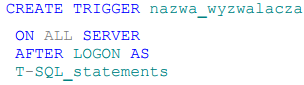 CREATE TRIGGER nazwa_wyzwalacza
ON ALL SERVER
AFTER LOGON AS
T-SQL_statements